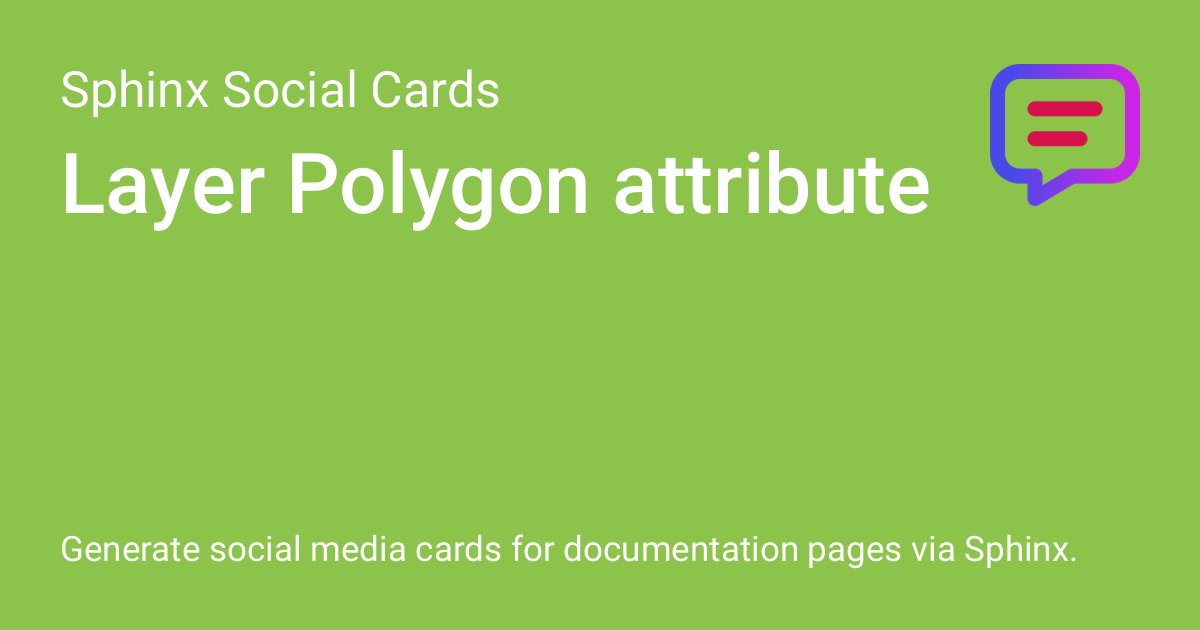 Sphinx Social Cards
Layer Polygon attribute
Generate social media cards for documentation pages via Sphinx.